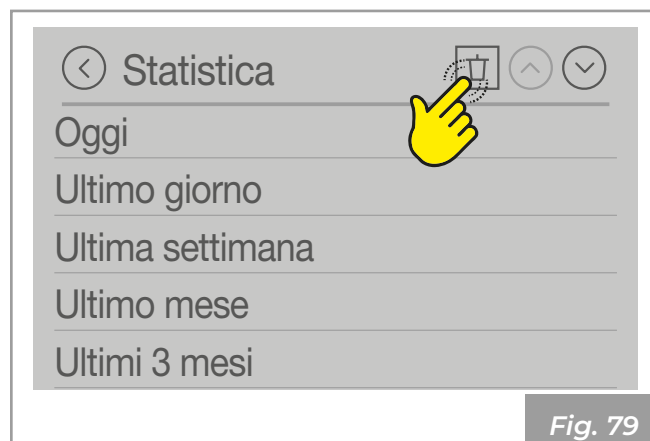 Statistica
Oggi
Ultimo giorno
Ultima settimana
Ultimo mese
Ultimi 3 mesi
Fig. 79